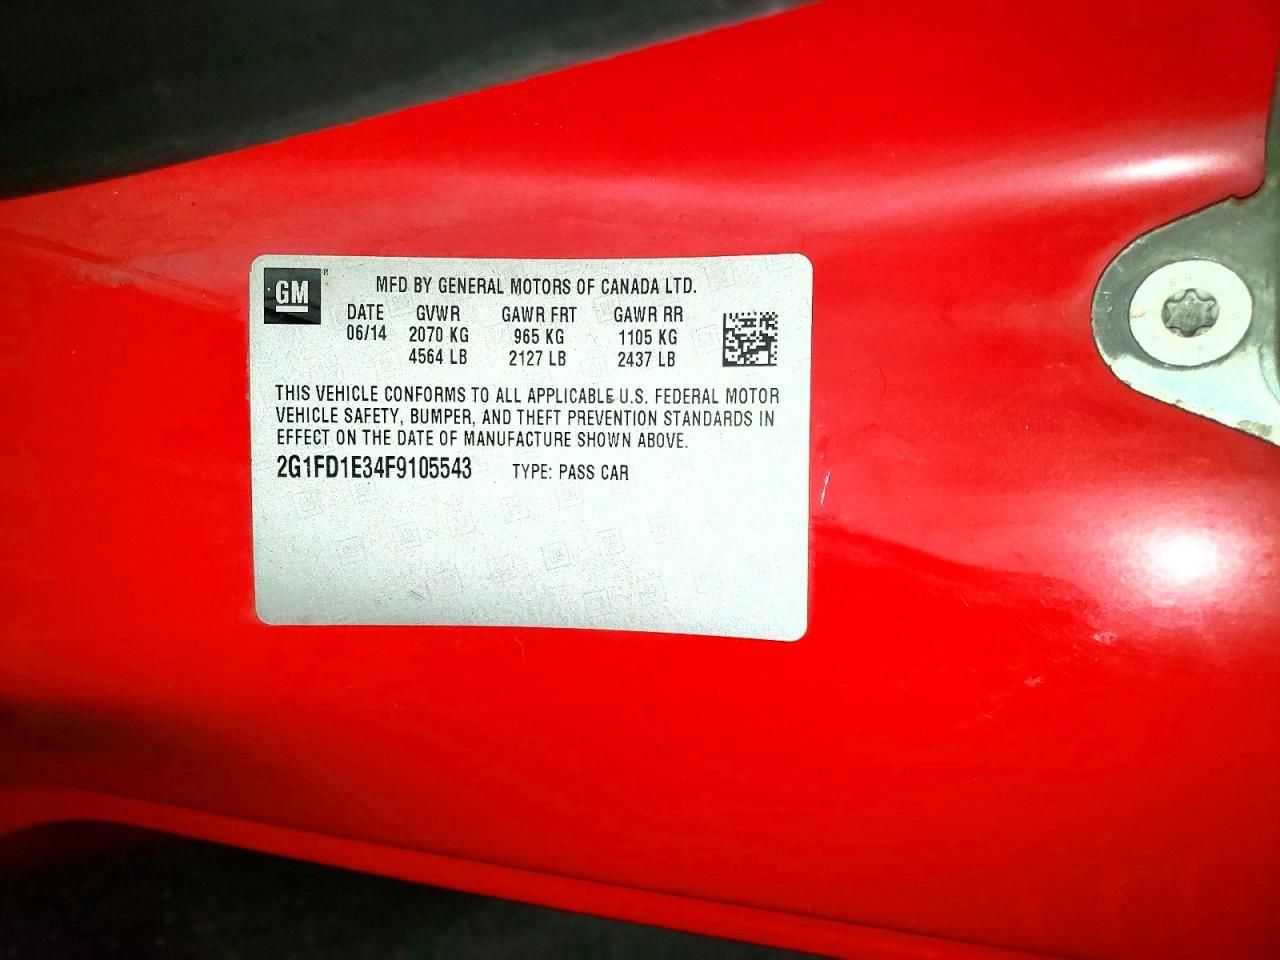 GM ®
MFD BY GENERAL MOTORS OF CANADA LTD.
DATE GVWR GAWR FRT GAWR RR
06/14 2070 KG 965 KG 1105 KG
4564 LB 2127 LB 2437 LB
THIS VEHICLE CONFORMS TO ALL APPLICABLE U.S. FEDERAL MOTOR
VEHICLE SAFETY, BUMPER, AND THEFT PREVENTION STANDARDS IN
EFFECT ON THE DATE OF MANUFACTURE SHOWN ABOVE.
2G1FD1E34F9105543 TYPE: PASS CAR